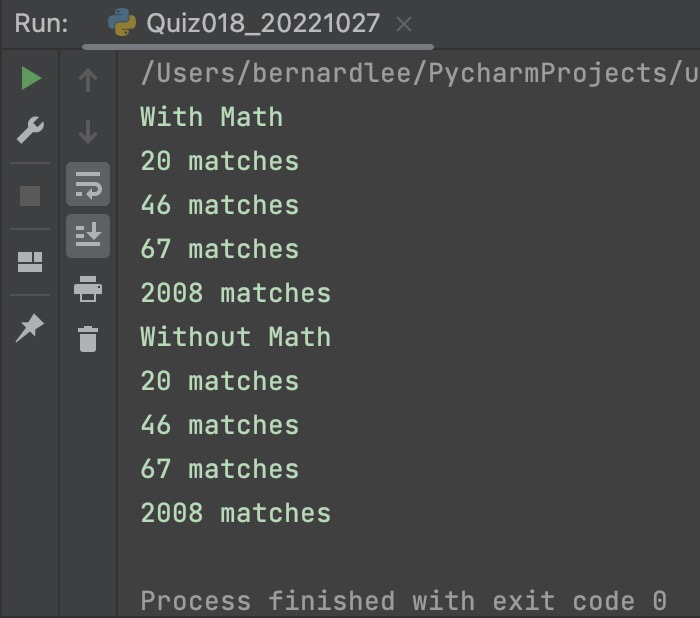 Run: Quiz018_20221027
/Users/bernardlee/PycharmProjects/u
With Math
20 matches
46 matches
67 matches
2008 matches
Without Math
20 matches
46 matches
67 matches
2008 matches
Process finished with exit code 0